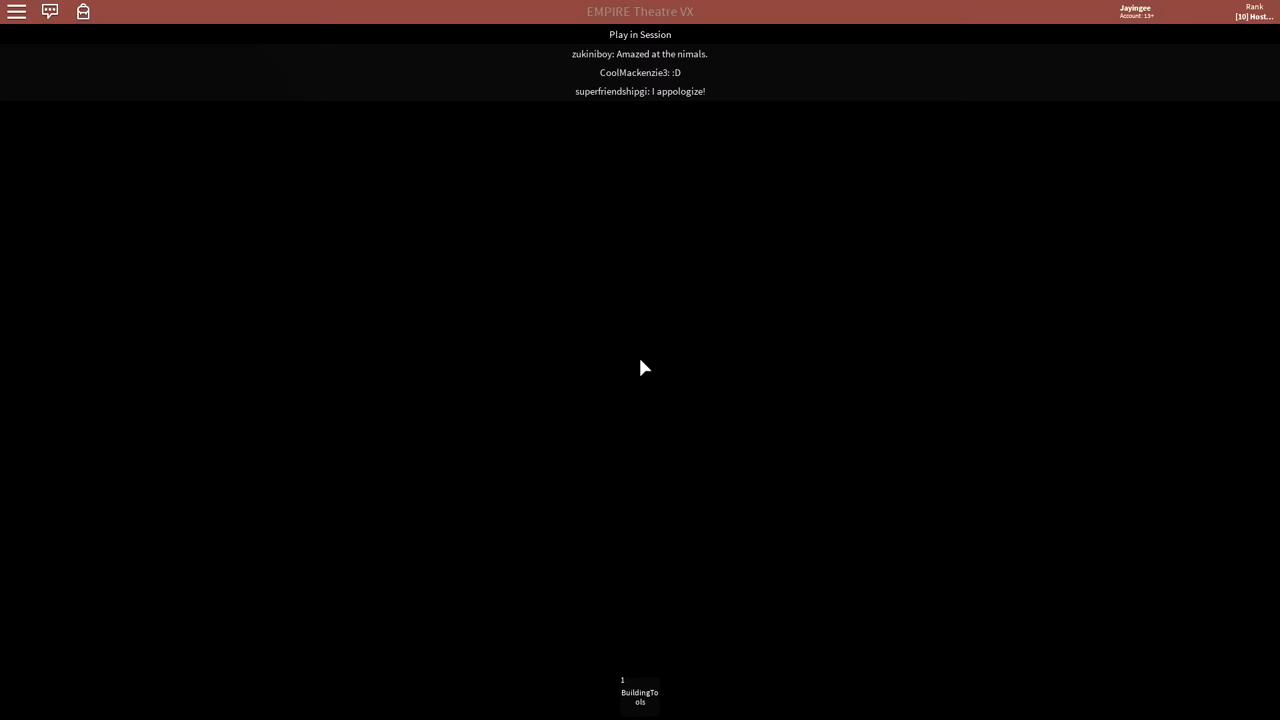 EMPIRE Theatre VX
Jayingee
Account: 13+
Rank
[10] Host...
Play in Session
zukiniboy: Amazed at the nimals.
CoolMackenzie3: :D
superfriendshipgi: I appologize!
1
BuildingTo
ols